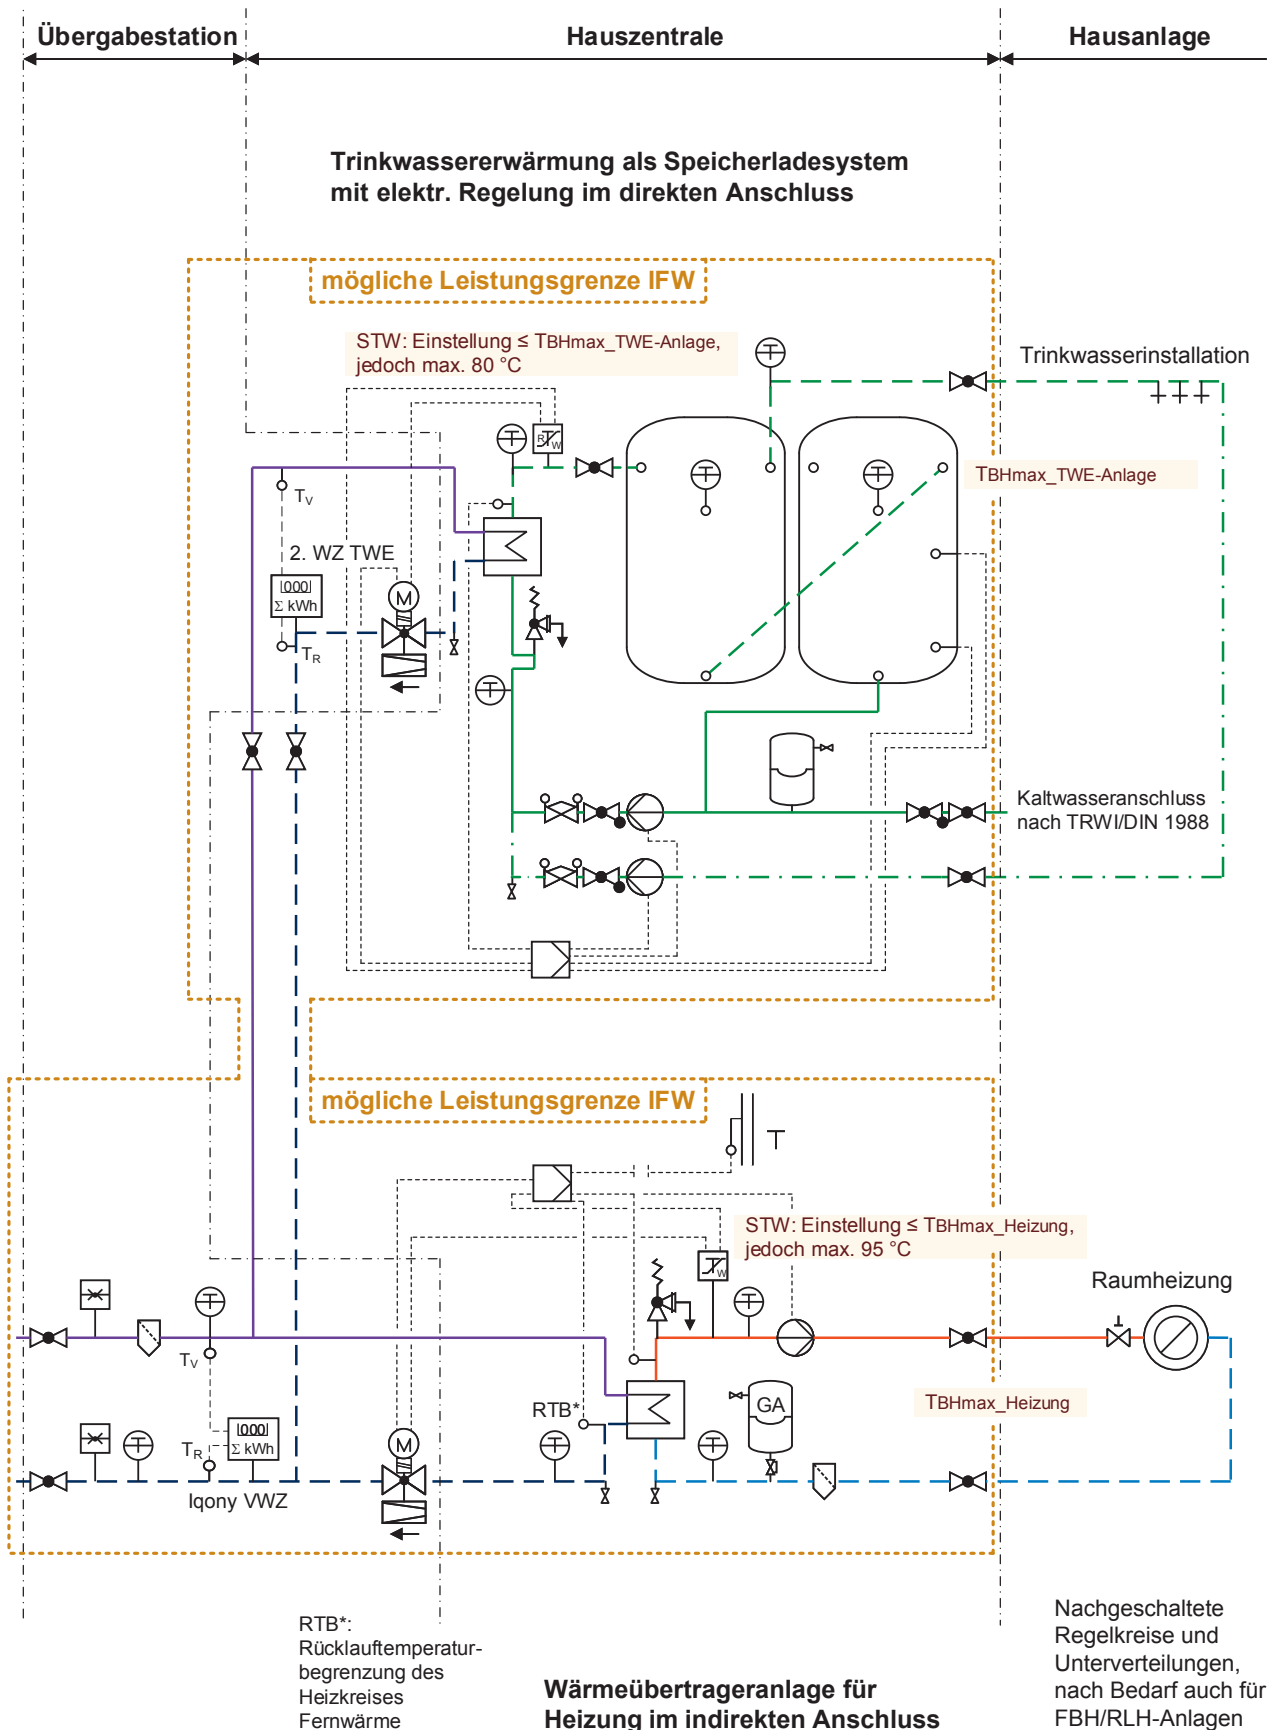 Übergabestation
Hauszentrale
Hausanlage
Trinkwassererwärmung als Speicherladesystem
mit elektr. Regelung im direkten Anschluss
mögliche Leistungsgrenze IFW
STW: Einstellung ≤ TBHmax_TWE-Anlage,
jedoch max. 80 °C
T
Trinkwasserinstallation
T
R
W
T
T
TBHmax_TWE-Anlage
TV
2. WZ TWE
000
Σ kWh
M
TR
T
Kaltwasseranschluss
nach TRWI/DIN 1988
mögliche Leistungsgrenze IFW
T
STW: Einstellung ≤ TBHmax_Heizung,
jedoch max. 95 °C
W
Raumheizung
T
T
TV
TBHmax_Heizung
RTB*
GA
T
TR
000
Σ kWh
M
T
T
Iqony VWZ
RTB*:
Rücklauftemperatur-
begrenzung des
Heizkreises
Fernwärme
Wärmeübertrageranlage für
Heizung im indirekten Anschluss
Nachgeschaltete
Regelkreise und
Unterverteilungen,
nach Bedarf auch für
FBH/RLH-Anlagen